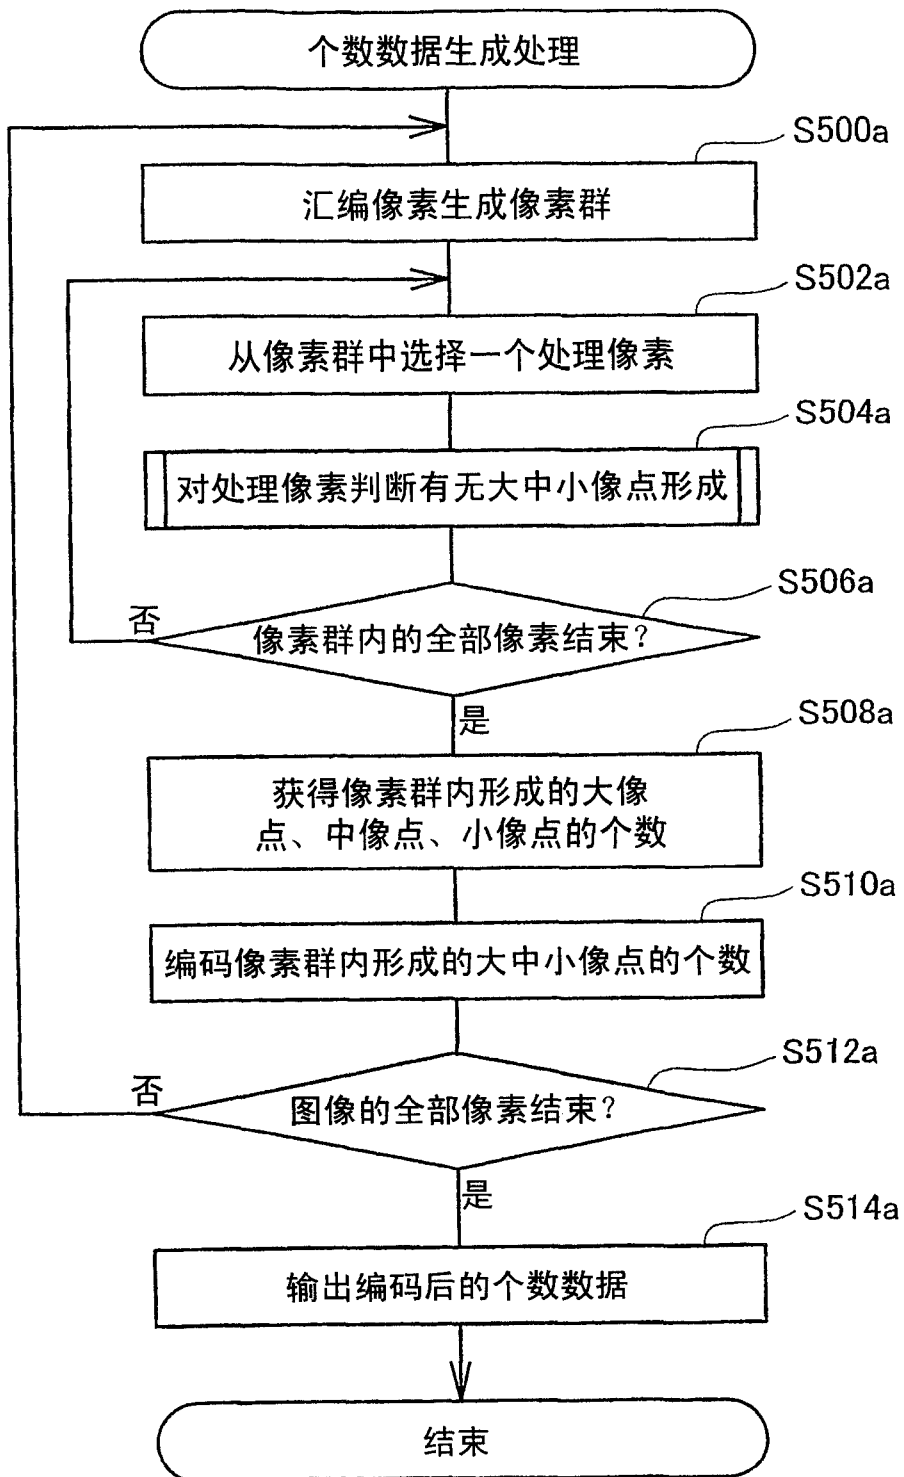 个数数据生成处理
S500a
汇编像素生成像素群
S502a
从像素群中选择一个处理像素
S504a
对处理像素判断有无大中小像点形成
S506a
否
像素群内的全部像素结束?
是
S508a
获得像素群内形成的大像
点、中像点、小像点的个数
S510a
编码像素群内形成的大中小像点的个数
S512a
否
图像的全部像素结束?
是
S514a
输出编码后的个数数据
结束